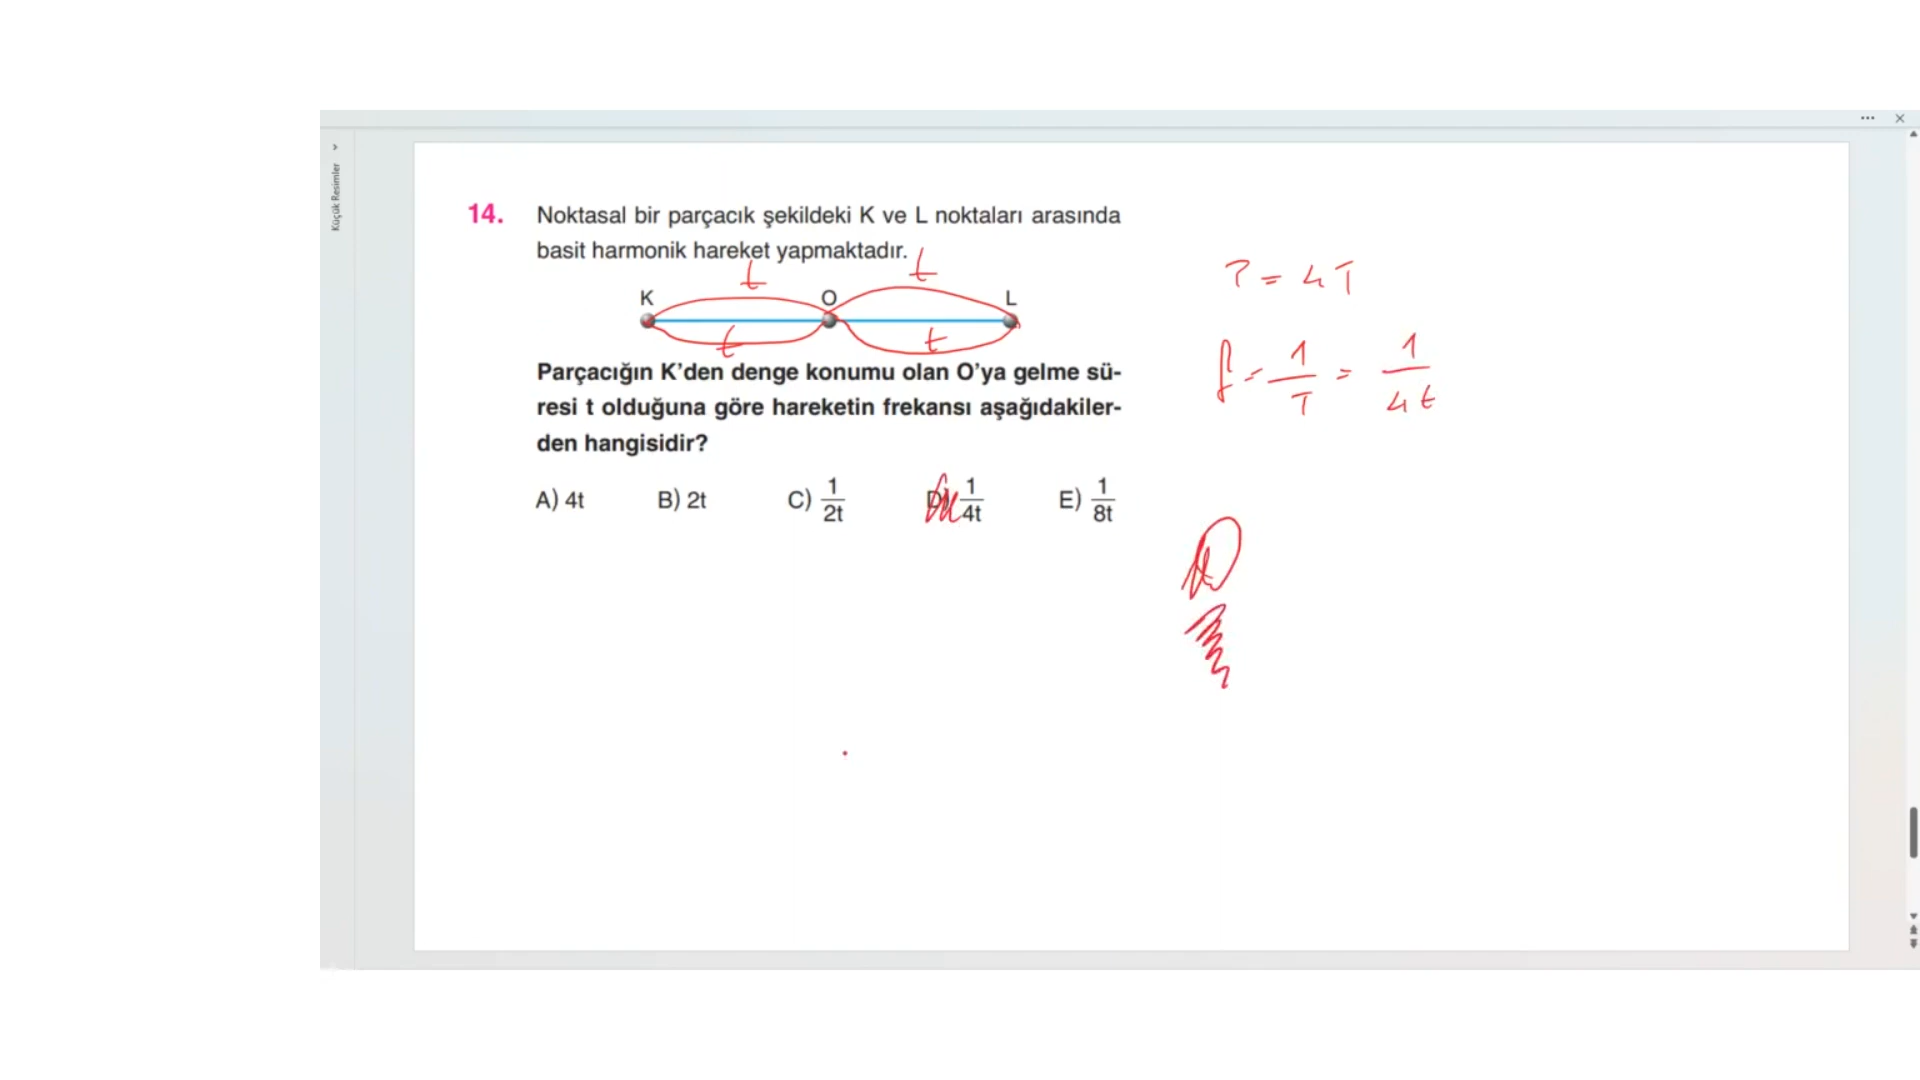 Küçük Resimler
14. Noktasal bir parçacık şekildeki K ve L noktaları arasında
basit harmonik hareket yapmaktadır.
t t
K O L
t t
Parçacığın K'den denge konumu olan O'ya gelme sü-
resi t olduğuna göre hareketin frekansı aşağıdakiler-
den hangisidir?
A) 4t B) 2t C) 1/2t D) 1/4t E) 1/8t
T = 4T
f = 1/T = 1/4t